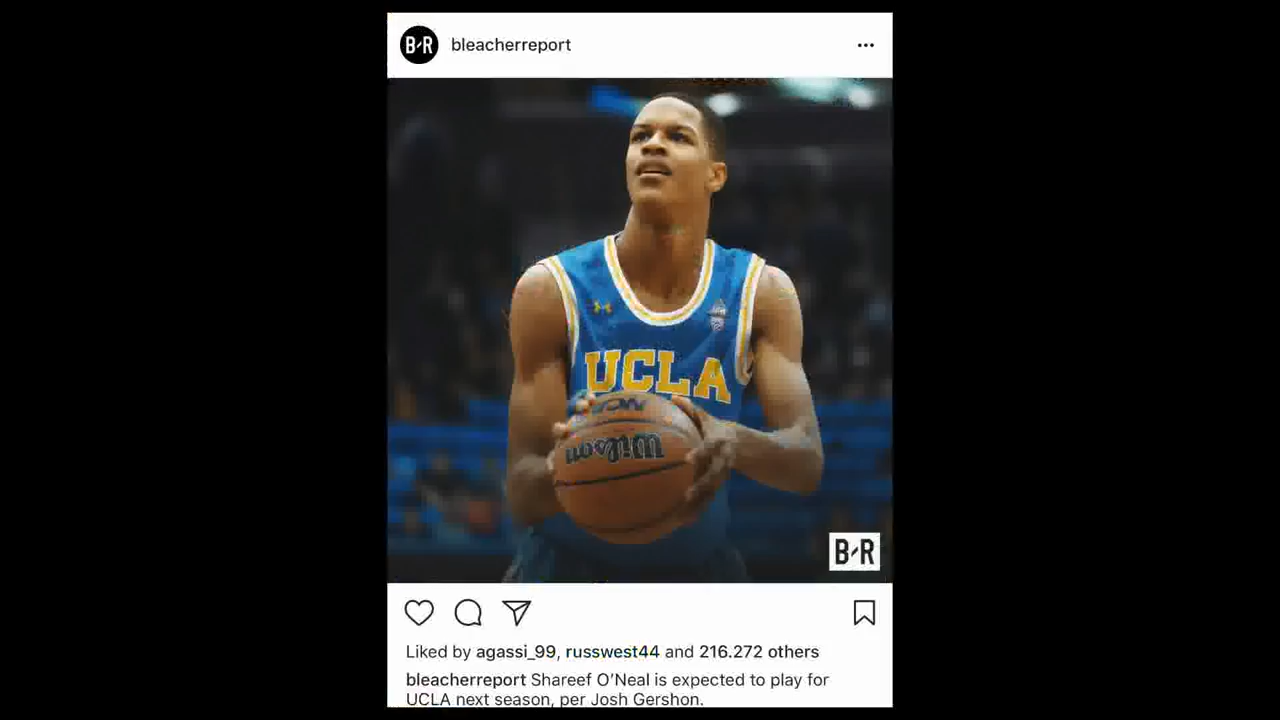 B/R
bleacherreport
UCLA
Wilson
B/R
Liked by agassi_99, russwest44 and 216.272 others
bleacherreport Shareef O’Neal is expected to play for
UCLA next season, per Josh Gershon.